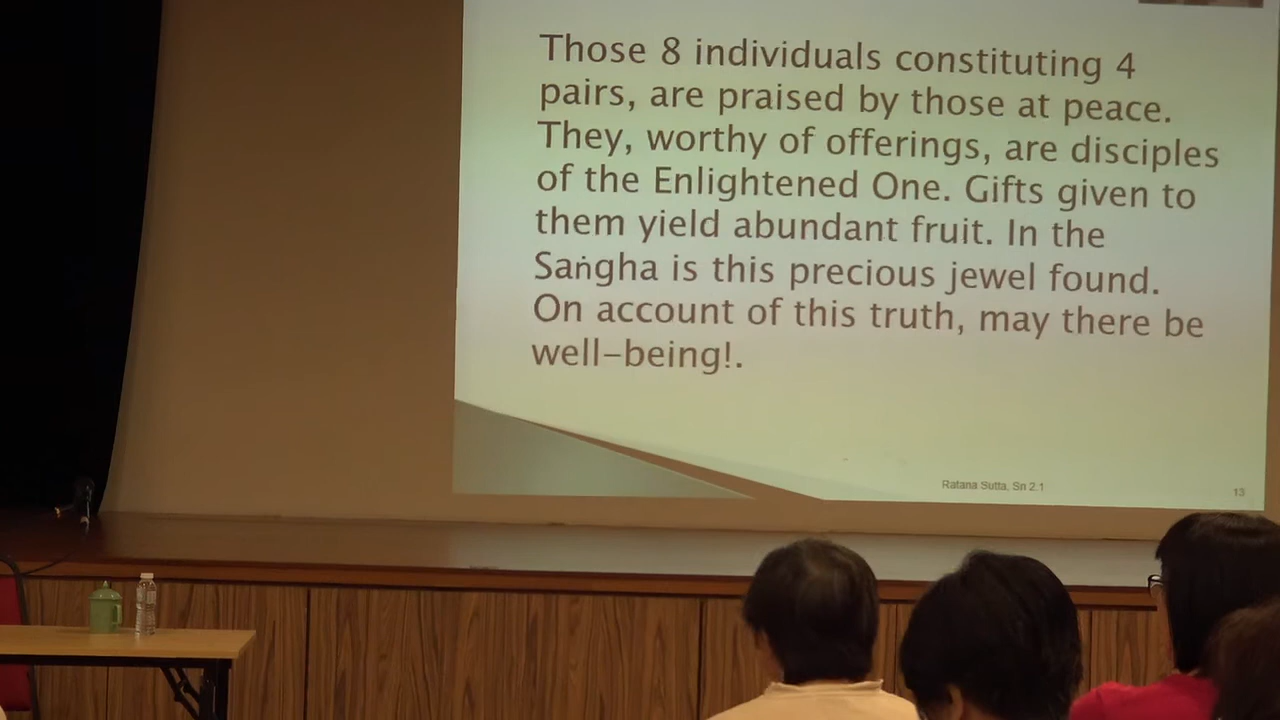 Those 8 individuals constituting 4
pairs, are praised by those at peace.
They, worthy of offerings, are disciples
of the Enlightened One. Gifts given to
them yield abundant fruit. In the
Saṅgha is this precious jewel found.
On account of this truth, may there be
well–being!.
Ratana Sutta, Sn 2.1
13